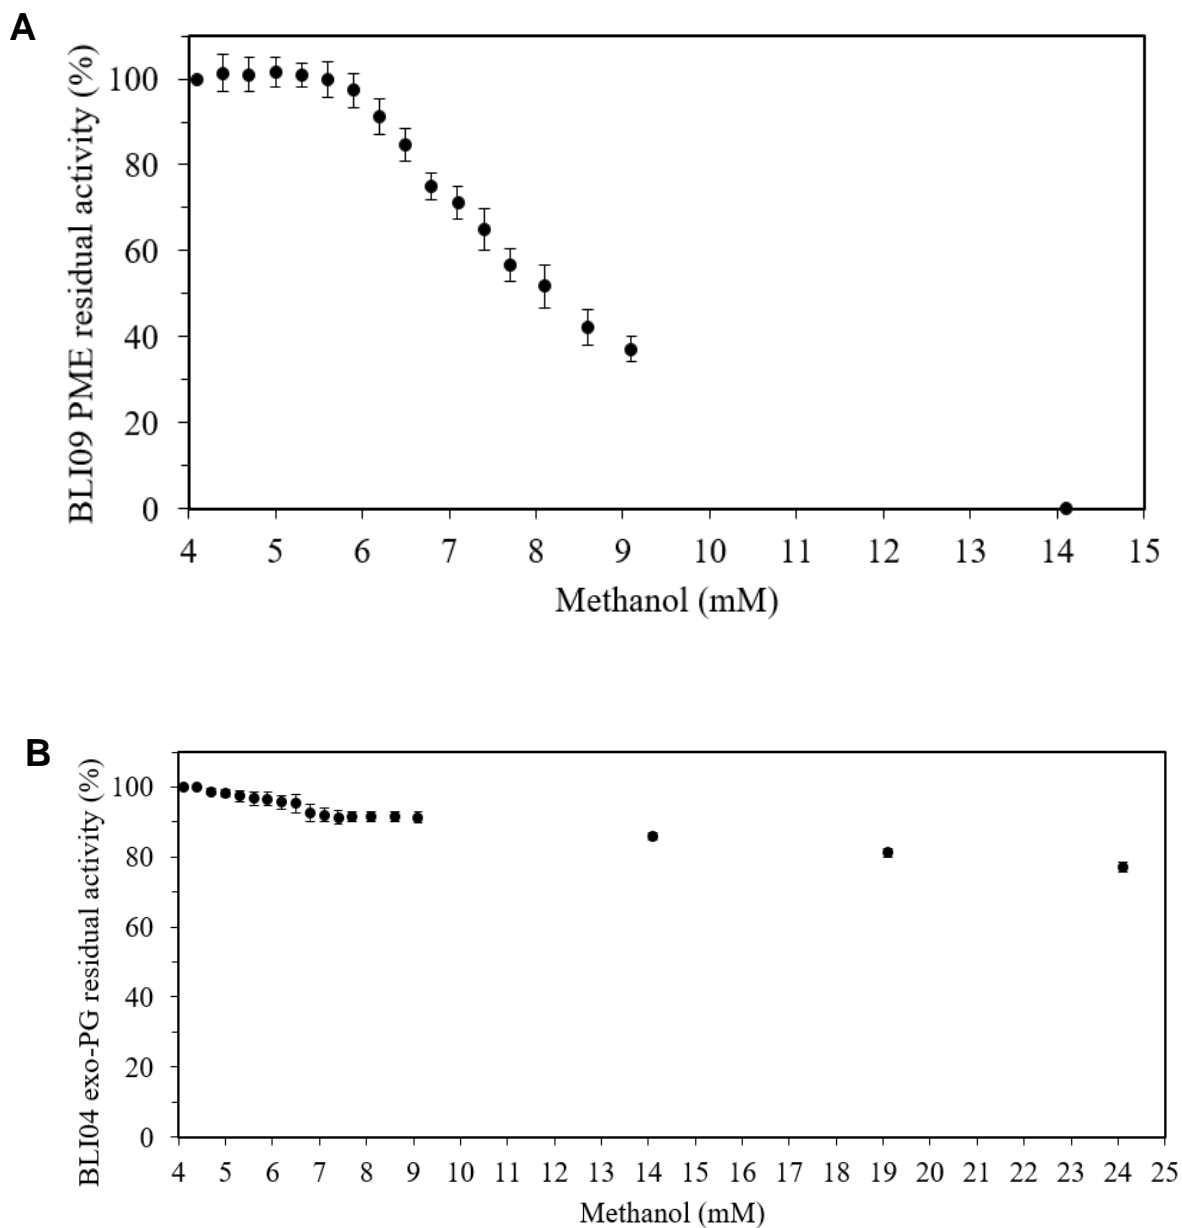 A
BLI09 PME residual activity (%)
100
80
60
40
20
0
4 5 6 7 8 9 10 11 12 13 14 15
Methanol (mM)
B
BLI04 exo-PG residual activity (%)
100
80
60
40
20
0
4 5 6 7 8 9 10 11 12 13 14 15 16 17 18 19 20 21 22 23 24 25
Methanol (mM)